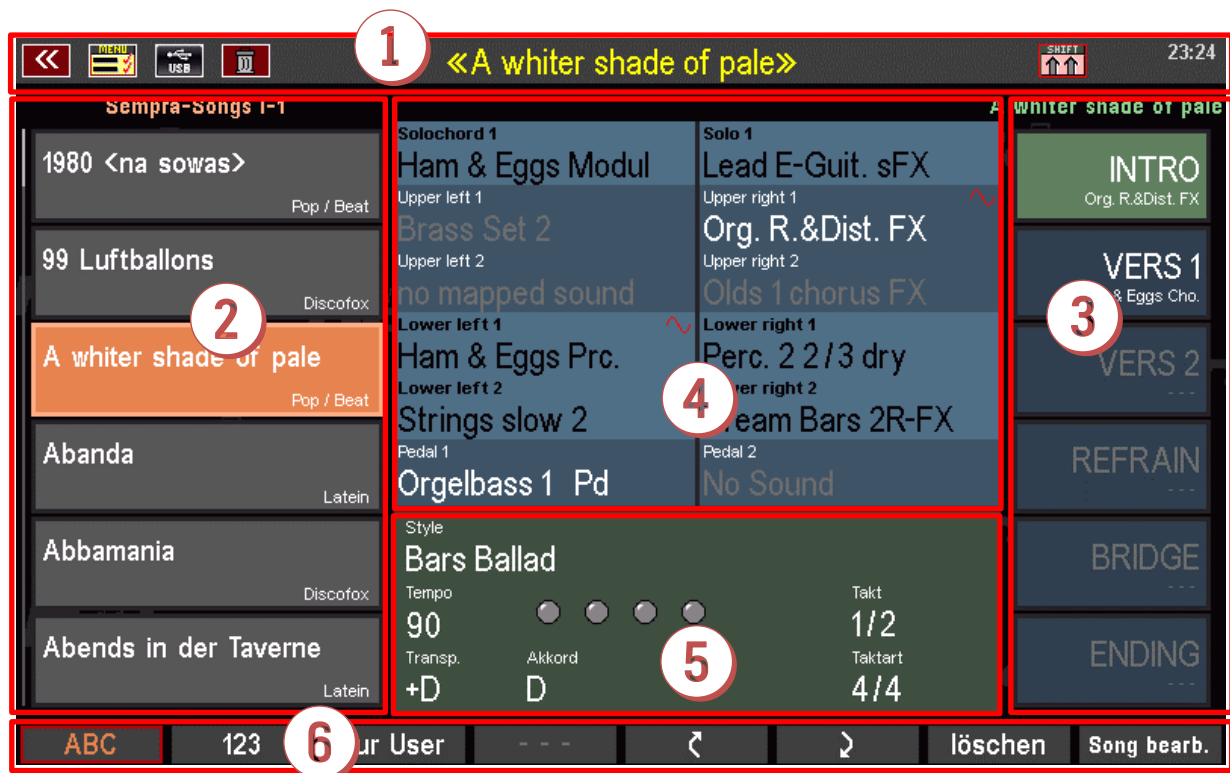 1
MENU
USB
«A whiter shade of pale»
SHIFT
23:24
Sempra-Songs I-1
1980 <na sowas>
Pop / Beat
99 Luftballons
Discofox
2
A whiter shade of pale
Pop / Beat
Abanda
Latein
Abbamania
Discofox
Abends in der Taverne
Latein
A whiter shade of pale
Solochord 1
Ham & Eggs Modul
Solo 1
Lead E-Guit. sFX
Upper left 1
Brass Set 2
Upper right 1
Org. R.&Dist. FX
Upper left 2
no mapped sound
Upper right 2
Olds 1 chorus FX
Lower left 1
Ham & Eggs Prc.
Lower right 1
Perc. 2 2/3 dry
4
Lower left 2
Strings slow 2
right 2
Bars 2R-FX
Pedal 1
Orgelbass 1 Pd
Pedal 2
No Sound
Style
Bars Ballad
Tempo
90
Takt
1/2
5
Transp.
+D
Akkord
D
Taktart
4/4
INTRO
Org. R.&Dist. FX
VERS 1
& Eggs Cho.
3
VERS 2
- - -
REFRAIN
- - -
BRIDGE
- - -
ENDING
- - -
6
ABC
123
User
- - -
löschen
Song bearb.